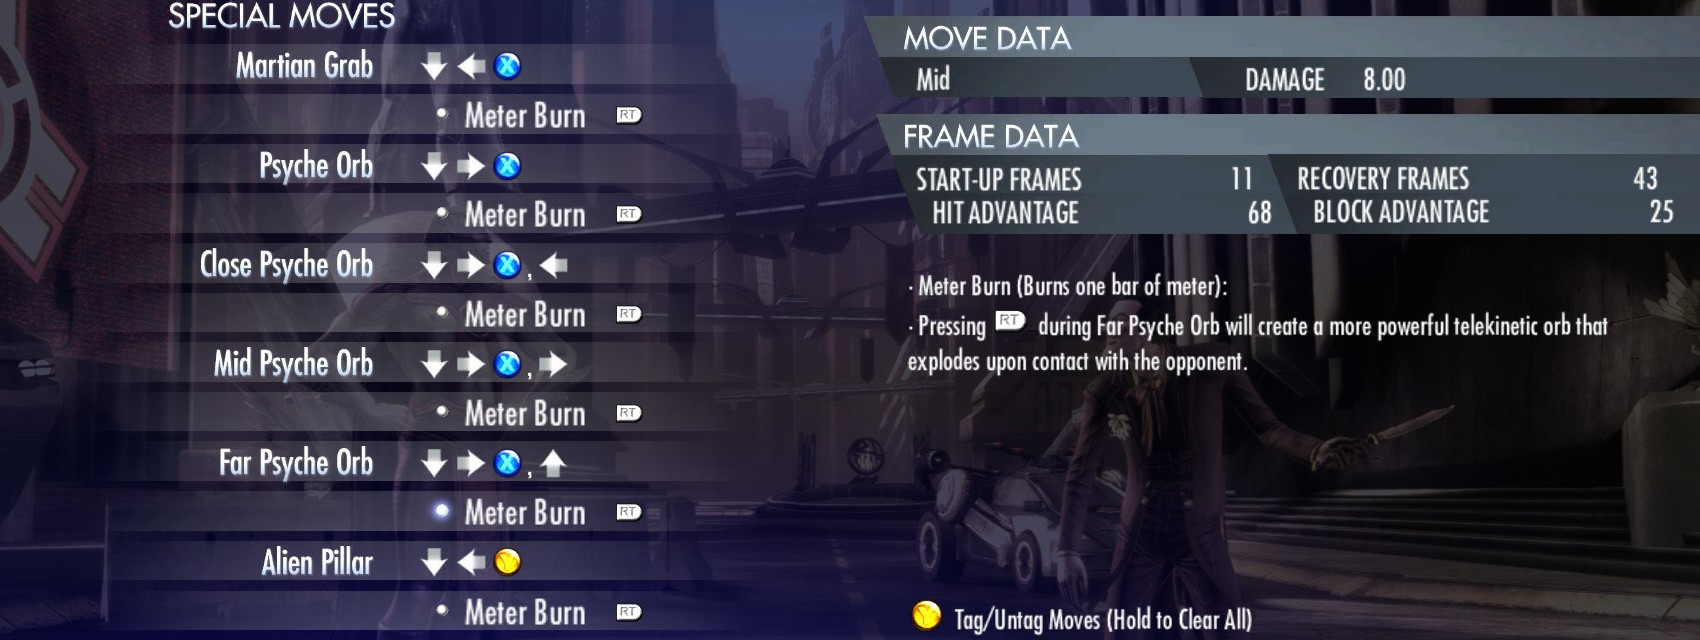 SPECIAL MOVES
Martian Grab X
Meter Burn RT
Psyche Orb X
Meter Burn RT
Close Psyche Orb X ,
Meter Burn RT
Mid Psyche Orb X ,
Meter Burn RT
Far Psyche Orb X ,
Meter Burn RT
Alien Pillar Y
Meter Burn RT
MOVE DATA
Mid DAMAGE 8.00
FRAME DATA
START-UP FRAMES 11 RECOVERY FRAMES 43
HIT ADVANTAGE 68 BLOCK ADVANTAGE 25
· Meter Burn (Burns one bar of meter):
· Pressing RT during Far Psyche Orb will create a more powerful telekinetic orb that
explodes upon contact with the opponent.
Y Tag/Untag Moves (Hold to Clear All)